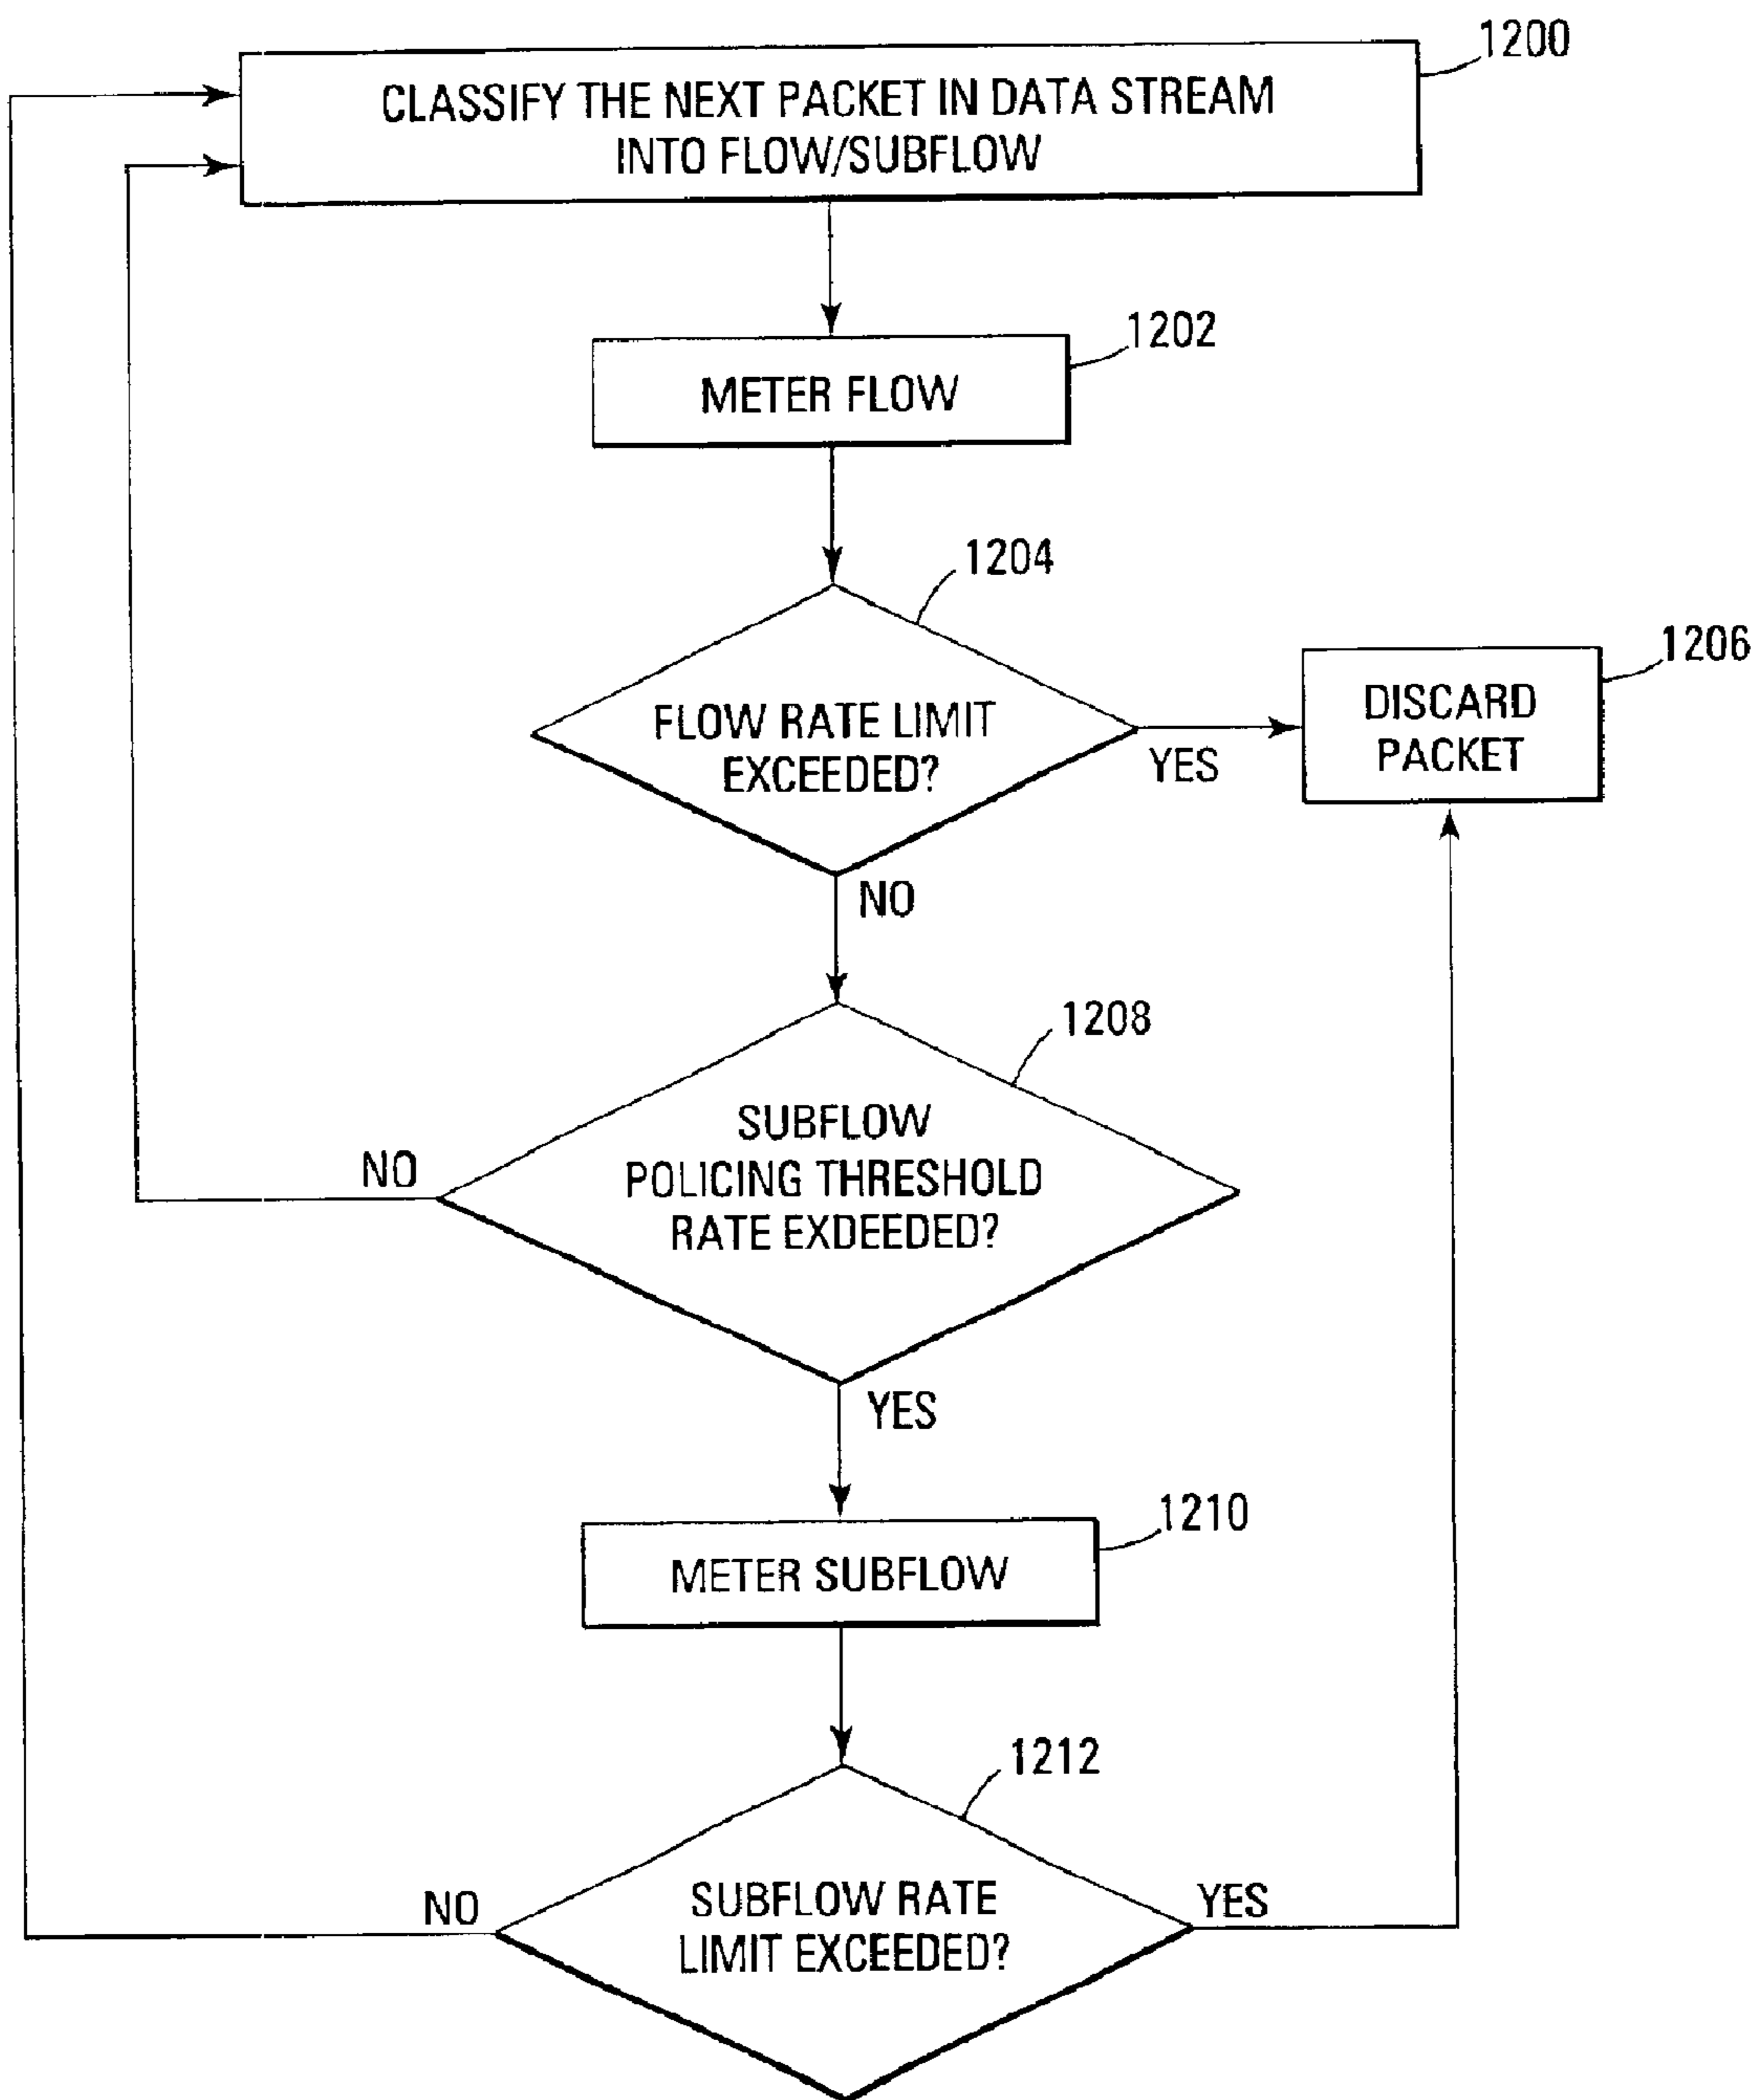 1200
CLASSIFY THE NEXT PACKET IN DATA STREAM
INTO FLOW/SUBFLOW
1202
METER FLOW
1204
1206
FLOW RATE LIMIT
EXCEEDED?
YES
DISCARD
PACKET
NO
1208
SUBFLOW
POLICING THRESHOLD
RATE EXDEEDED?
NO
YES
1210
METER SUBFLOW
1212
NO
SUBFLOW RATE
LIMIT EXCEEDED?
YES